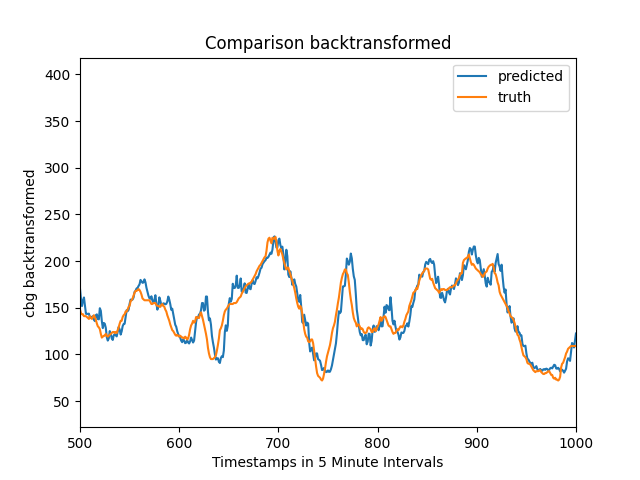 Comparison backtransformed
predicted
truth
cbg backtransformed
400
350
300
250
200
150
100
50
500
600
700
800
900
1000
Timestamps in 5 Minute Intervals